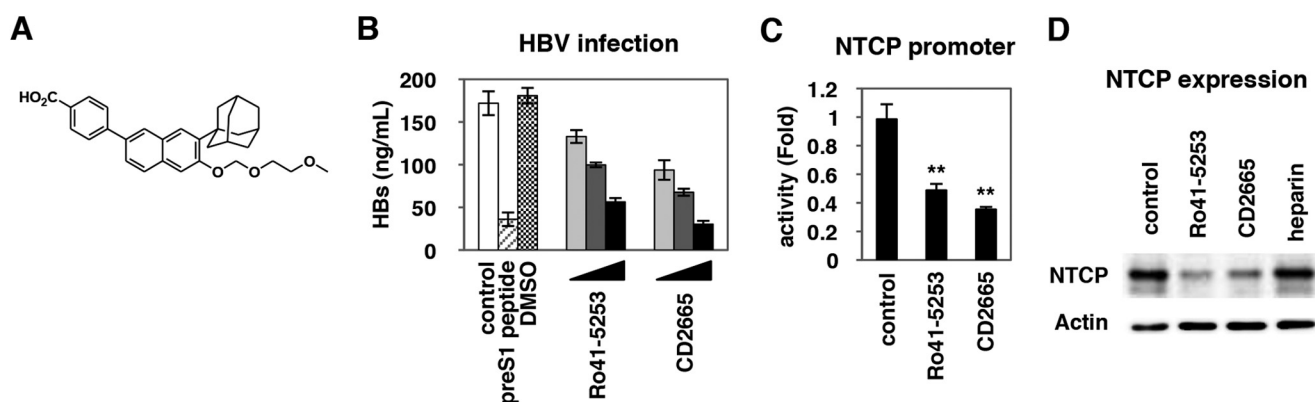 A
HO₂C
O
O
O
B
HBV infection
HBs (ng/mL)
200
150
100
50
0
control
preS1 peptide
DMSO
Ro41-5253
CD2665
C
NTCP promoter
activity (Fold)
1.2
1
0.8
0.6
0.4
0.2
0
**
**
control
Ro41-5253
CD2665
D
NTCP expression
control
Ro41-5253
CD2665
heparin
NTCP
Actin